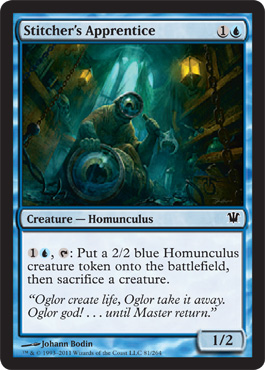 Stitcher's Apprentice 1
Creature — Homunculus
1 , : Put a 2/2 blue Homunculus
creature token onto the battlefield,
then sacrifice a creature.
"Oglor create life, Oglor take it away.
Oglor god! . . . until Master return."
Johann Bodin
™ & © 1993–2011 Wizards of the Coast LLC 81/264
1/2